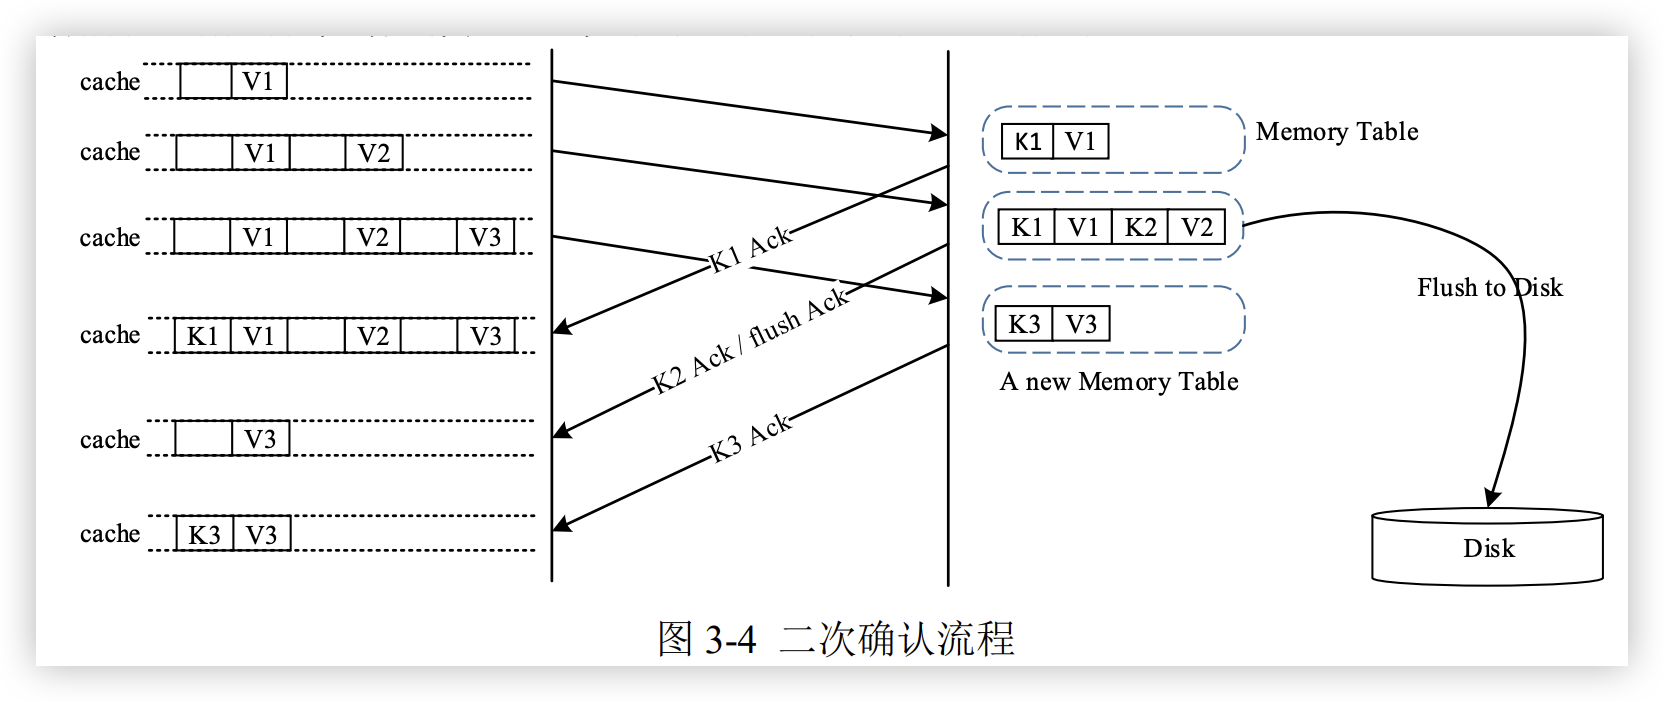 cache V1
cache V1 V2
cache V1 V2 V3
cache K1 V1 V2 V3
cache V3
cache K3 V3
K1 Ack
K2 Ack / flush Ack
K3 Ack
K1 V1
Memory Table
K1 V1 K2 V2
K3 V3
A new Memory Table
Flush to Disk
Disk
图 3-4 二次确认流程